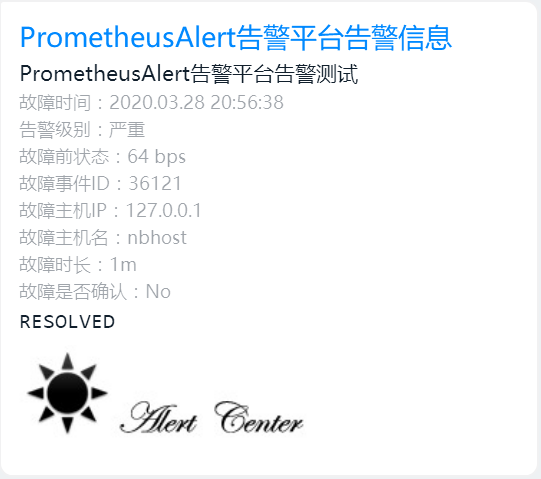 PrometheusAlert告警平台告警信息
PrometheusAlert告警平台告警测试
故障时间：2020.03.28 20:56:38
告警级别：严重
故障前状态：64 bps
故障事件ID：36121
故障主机IP：127.0.0.1
故障主机名：nbhost
故障时长：1m
故障是否确认：No
RESOLVED
Alert Center